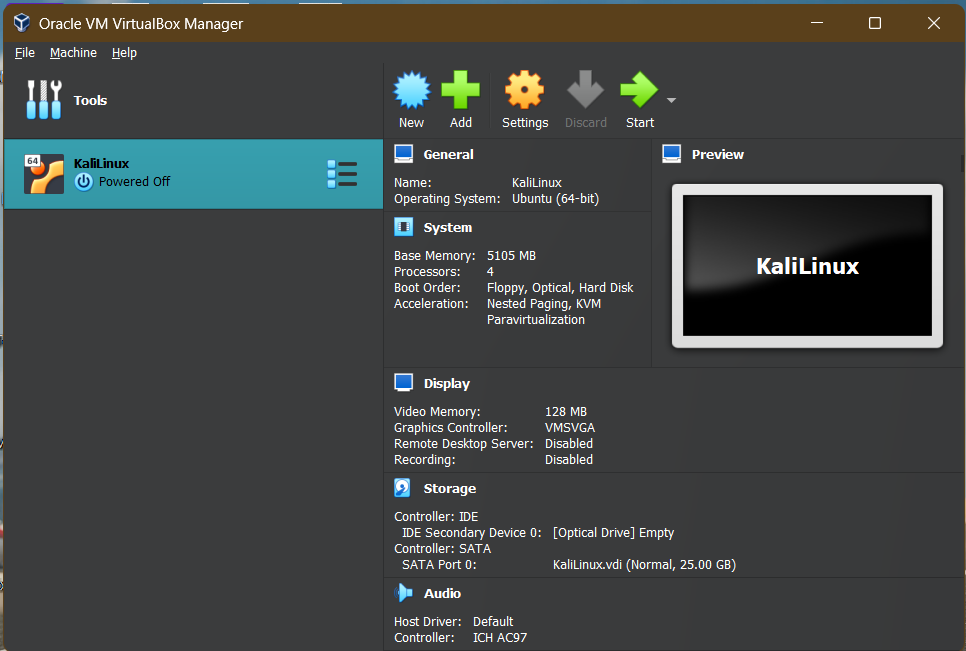 Oracle VM VirtualBox Manager
File Machine Help
Tools
New Add Settings Discard Start
64
KaliLinux
Powered Off
General
Name: KaliLinux
Operating System: Ubuntu (64-bit)
System
Base Memory: 5105 MB
Processors: 4
Boot Order: Floppy, Optical, Hard Disk
Acceleration: Nested Paging, KVM
Paravirtualization
Preview
KaliLinux
Display
Video Memory: 128 MB
Graphics Controller: VMSVGA
Remote Desktop Server: Disabled
Recording: Disabled
Storage
Controller: IDE
IDE Secondary Device 0: [Optical Drive] Empty
Controller: SATA
SATA Port 0: KaliLinux.vdi (Normal, 25.00 GB)
Audio
Host Driver: Default
Controller: ICH AC97